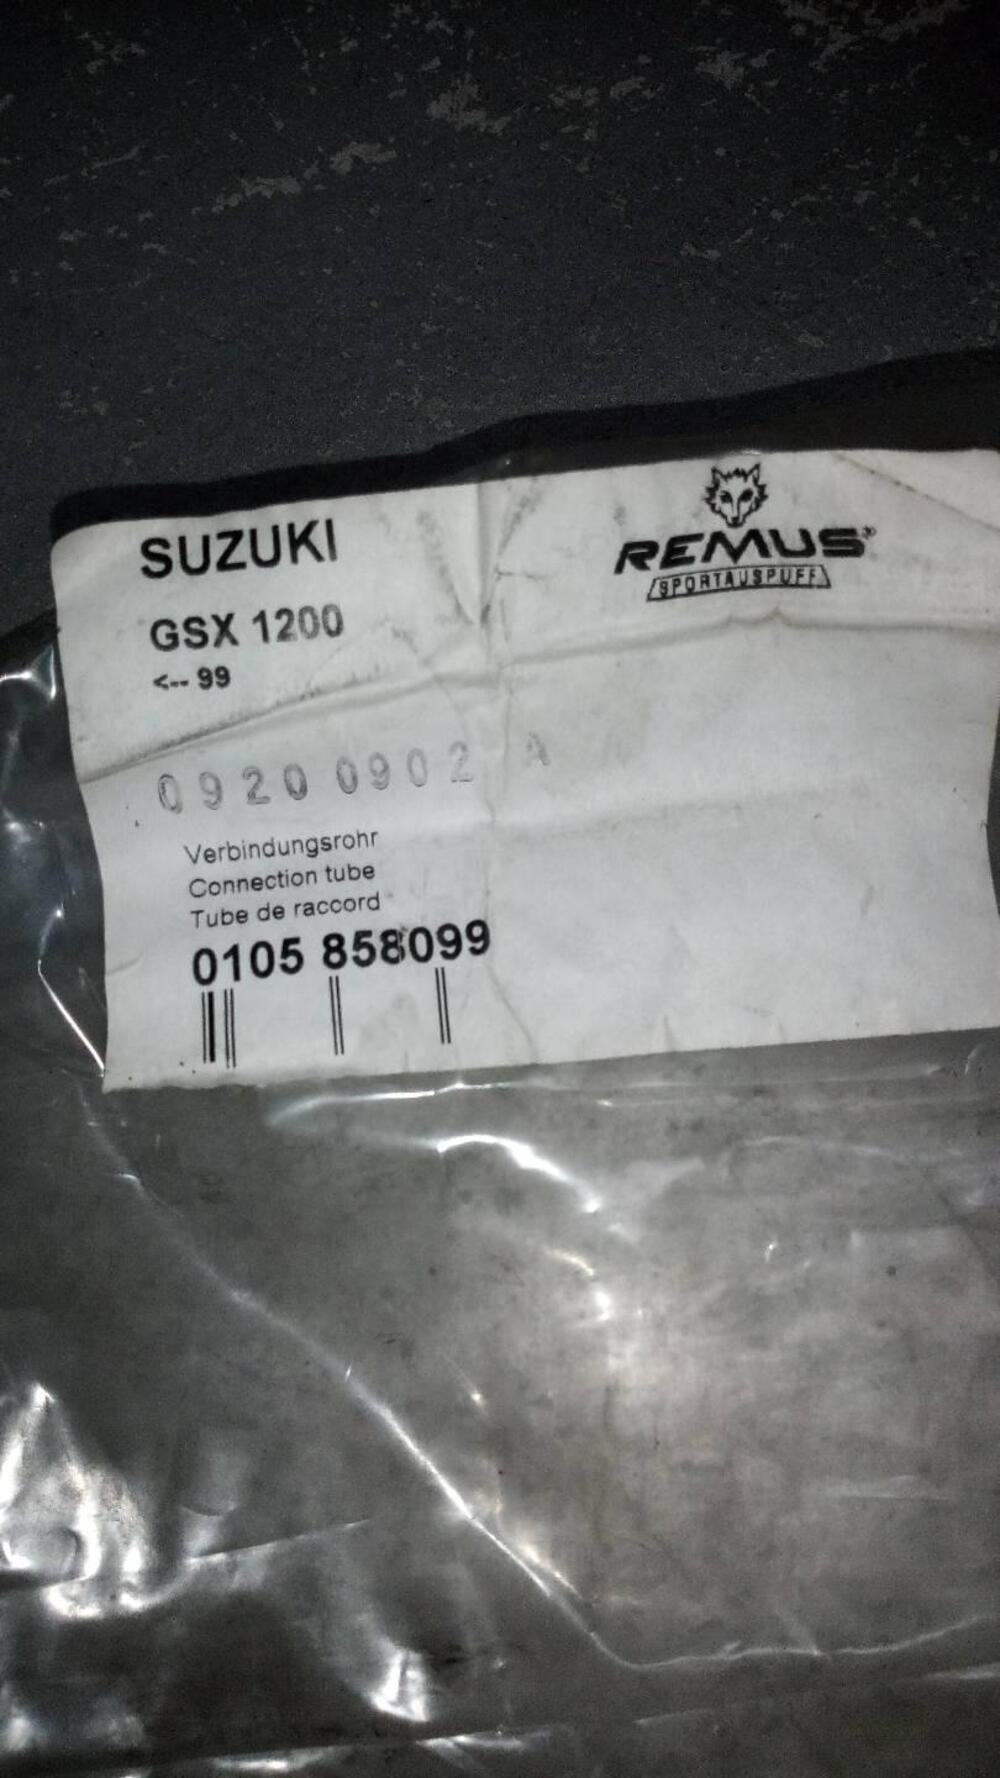 SUZUKI
REMUS®
SPORTAUSPUFF
GSX 1200
<-- 99
0920 0902 A
Verbindungsrohr
Connection tube
Tube de raccord
0105 858099